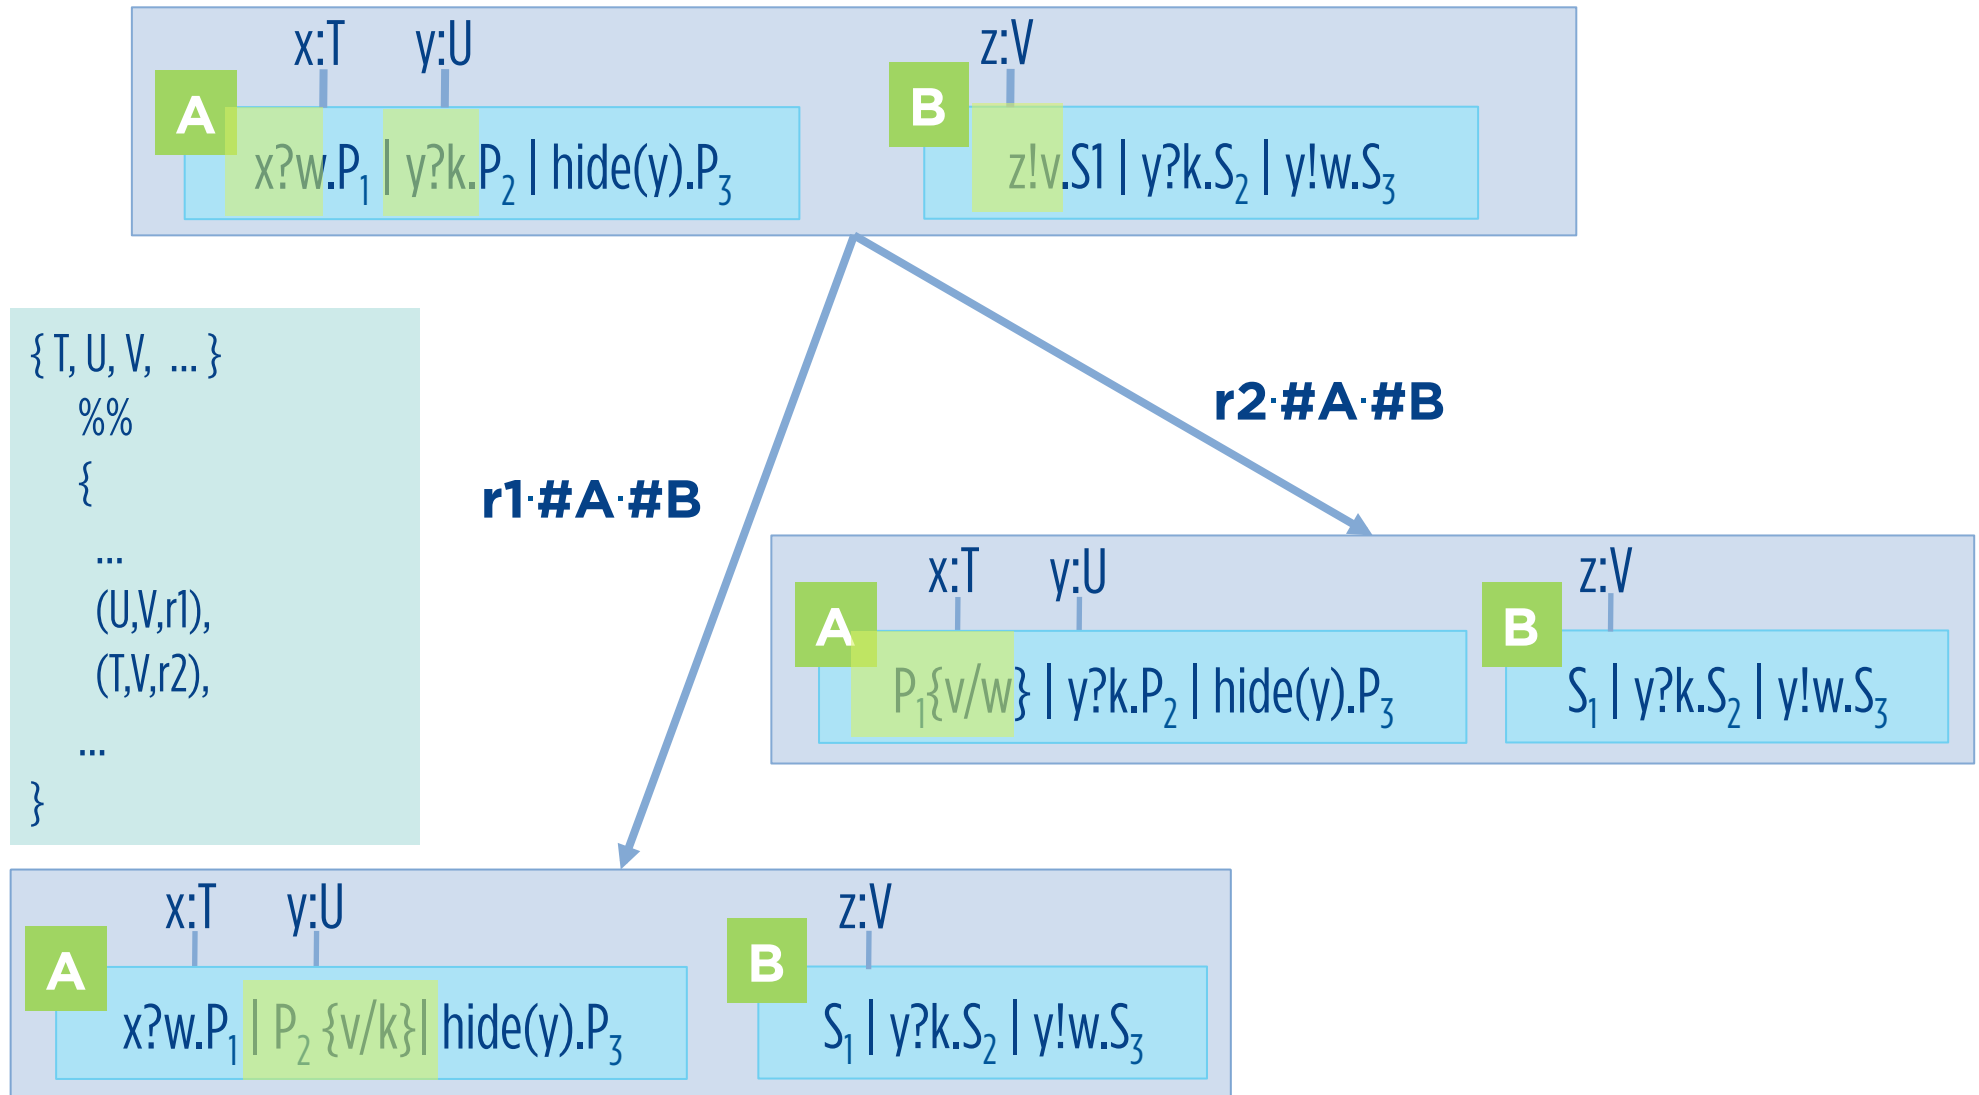 x:T y:U z:V
A B
x?w.P₁ | y?k.P₂ | hide(y).P₃
z!v.S1 | y?k.S₂ | y!w.S₃
{ T, U, V, ... }
%%
{
...
(U,V,r1),
(T,V,r2),
...
}
r1·#A·#B
r2·#A·#B
x:T y:U z:V
A B
P₁{v/w} | y?k.P₂ | hide(y).P₃
S₁ | y?k.S₂ | y!w.S₃
x:T y:U z:V
A B
x?w.P₁ | P₂ {v/k}| hide(y).P₃
S₁ | y?k.S₂ | y!w.S₃